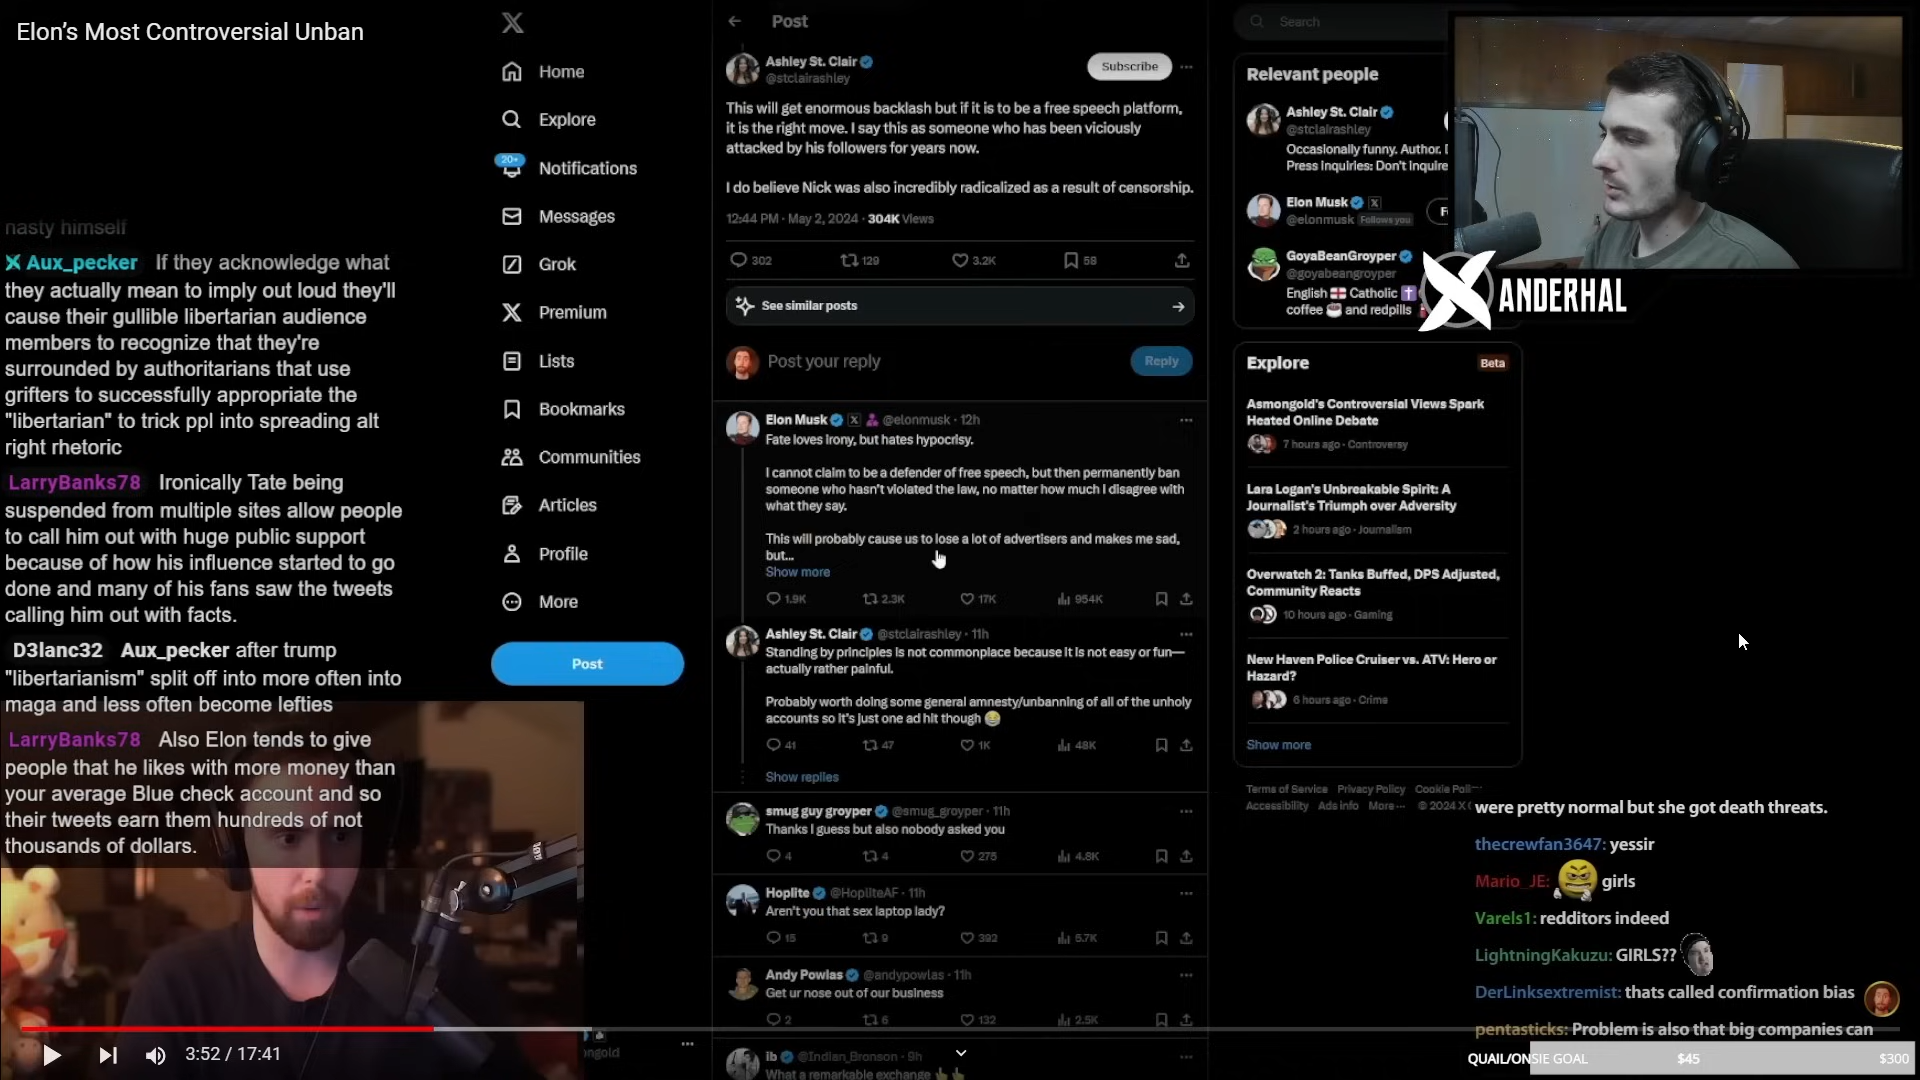 Elon's Most Controversial Unban
nasty himself
Aux_pecker If they acknowledge what
they actually mean to imply out loud they'll
cause their gullible libertarian audience
members to recognize that they're
surrounded by authoritarians that use
grifters to successfully appropriate the
"libertarian" to trick ppl into spreading alt
right rhetoric
LarryBanks78 Ironically Tate being
suspended from multiple sites allow people
to call him out with huge public support
because of how his influence started to go
done and many of his fans saw the tweets
calling him out with facts.
D3lanc32 Aux_pecker after trump
"libertarianism" split off into more often into
maga and less often become lefties
LarryBanks78 Also Elon tends to give
people that he likes with more money than
your average Blue check account and so
their tweets earn them hundreds of not
thousands of dollars.
3:52 / 17:41
Home
Explore
20+
Notifications
Messages
Grok
Premium
Lists
Bookmarks
Communities
Articles
Profile
More
Post
ongold
Post
Ashley St. Clair
@stclairashley
Subscribe
This will get enormous backlash but if it is to be a free speech platform,
it is the right move. I say this as someone who has been viciously
attacked by his followers for years now.
I do believe Nick was also incredibly radicalized as a result of censorship.
12:44 PM · May 2, 2024 · 304K Views
302 129 3.2K 59
See similar posts
Post your reply
Reply
Elon Musk @elonmusk · 12h
Fate loves irony, but hates hypocrisy.
I cannot claim to be a defender of free speech, but then permanently ban
someone who hasn't violated the law, no matter how much I disagree with
what they say.
This will probably cause us to lose a lot of advertisers and makes me sad,
but...
Show more
1.9K 2.3K 17K 954K
Ashley St. Clair @stclairashley · 11h
Standing by principles is not commonplace because it is not easy or fun—
actually rather painful.
Probably worth doing some general amnesty/unbanning of all of the unholy
accounts so it's just one ad hit though 😂
41 47 1K 48K
Show replies
smug guy groyper @smug_groyper · 11h
Thanks I guess but also nobody asked you
4 4 275 4.8K
Hoplite @HopliteAF · 11h
Aren't you that sex laptop lady?
15 9 392 5.7K
Andy Powlas @andypowlas · 11h
Get ur nose out of our business
2 6 132 2.5K
ib @Indian_Bronson · 9h
What a remarkable exchange
Search
Relevant people
Ashley St. Clair
@stclairashley
Occasionally funny. Author.
Press Inquiries: Don't Inquire
Elon Musk
@elonmusk Follows you
GoyaBeanGroyper
@goyabeangroyper
English Catholic
coffee and redpills
XANDERHAL
Explore
Beta
Asmongold's Controversial Views Spark
Heated Online Debate
7 hours ago · Controversy
Lara Logan's Unbreakable Spirit: A
Journalist's Triumph over Adversity
2 hours ago · Journalism
Overwatch 2: Tanks Buffed, DPS Adjusted,
Community Reacts
10 hours ago · Gaming
New Haven Police Cruiser vs. ATV: Hero or
Hazard?
6 hours ago · Crime
Show more
Terms of Service Privacy Policy Cookie
Accessibility Ads info More... © 2024 X
were pretty normal but she got death threats.
thecrewfan3647: yessir
Mario_JE: girls
Varels1: redditors indeed
LightningKakuzu: GIRLS??
DerLinksextremist: thats called confirmation bias
pentasticks: Problem is also that big companies can
QUAIL/ONSIE GOAL $45 $300